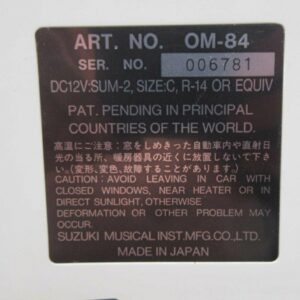 ART. NO. OM-84
SER. NO. 006781
DC12V:SUM-2, SIZE:C, R-14 OR EQUIV
PAT. PENDING IN PRINCIPAL
COUNTRIES OF THE WORLD.
高温にご注意:窓をしめきった自動車内や直射日
光の当る所、暖房器具の近くに放置しないで下さ
い。(変形、変色、故障する恐れがあります。)
CAUTION: AVOID LEAVING IN CAR WITH
CLOSED WINDOWS, NEAR HEATER OR IN
DIRECT SUNLIGHT, OTHERWISE
DEFORMATION OR OTHER PROBLEM MAY
OCCUR.
SUZUKI MUSICAL INST.MFG.CO.,LTD.
MADE IN JAPAN